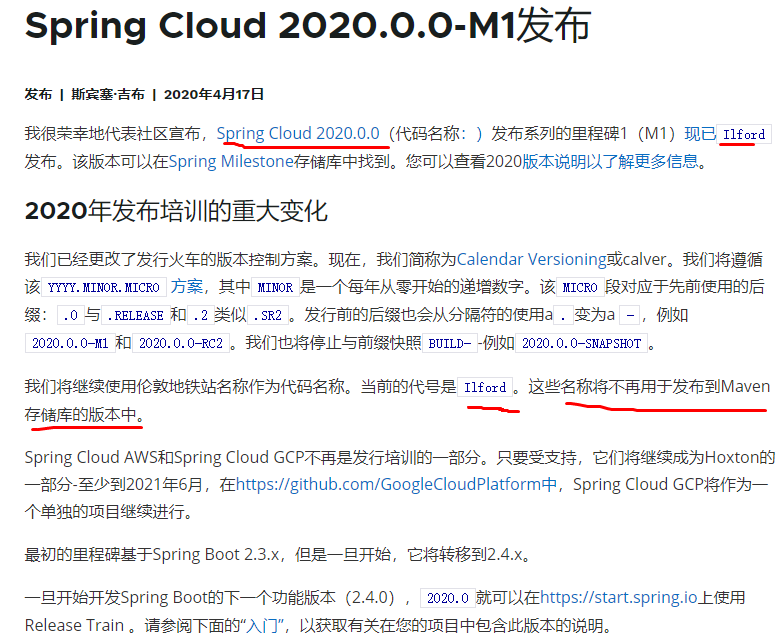 Spring Cloud 2020.0.0-M1发布
发布 | 斯宾塞·吉布 | 2020年4月17日
我很荣幸地代表社区宣布，Spring Cloud 2020.0.0（代码名称：）发布系列的里程碑1（M1）现已Ilford
发布。该版本可以在Spring Milestone存储库中找到。您可以查看2020版本说明以了解更多信息。
2020年发布培训的重大变化
我们已经更改了发行火车的版本控制方案。现在，我们简称为Calendar Versioning或calver。我们将遵循
该 YYYY.MINOR.MICRO 方案，其中 MINOR 是一个每年从零开始的递增数字。该 MICRO 段对应于先前使用的后
缀： .0 与 .RELEASE 和 .2 类似 .SR2 。发行前的后缀也会从分隔符的使用a . 变为a - ，例如
2020.0.0-M1 和 2020.0.0-RC2 。我们也将停止与前缀快照 BUILD- -例如 2020.0.0-SNAPSHOT 。
我们将继续使用伦敦地铁站名称作为代码名称。当前的代号是 Ilford 。这些名称将不再用于发布到Maven
存储库的版本中。
Spring Cloud AWS和Spring Cloud GCP不再是发行培训的一部分。只要受支持，它们将继续成为Hoxton的
一部分-至少到2021年6月，在https://github.com/GoogleCloudPlatform中，Spring Cloud GCP将作为一
个单独的项目继续进行。
最初的里程碑基于Spring Boot 2.3.x，但是一旦开始，它将转移到2.4.x。
一旦开始开发Spring Boot的下一个功能版本（2.4.0）， 2020.0 就可以在https://start.spring.io上使用
Release Train 。请参阅下面的“入门”，以获取有关在您的项目中包含此版本的说明。